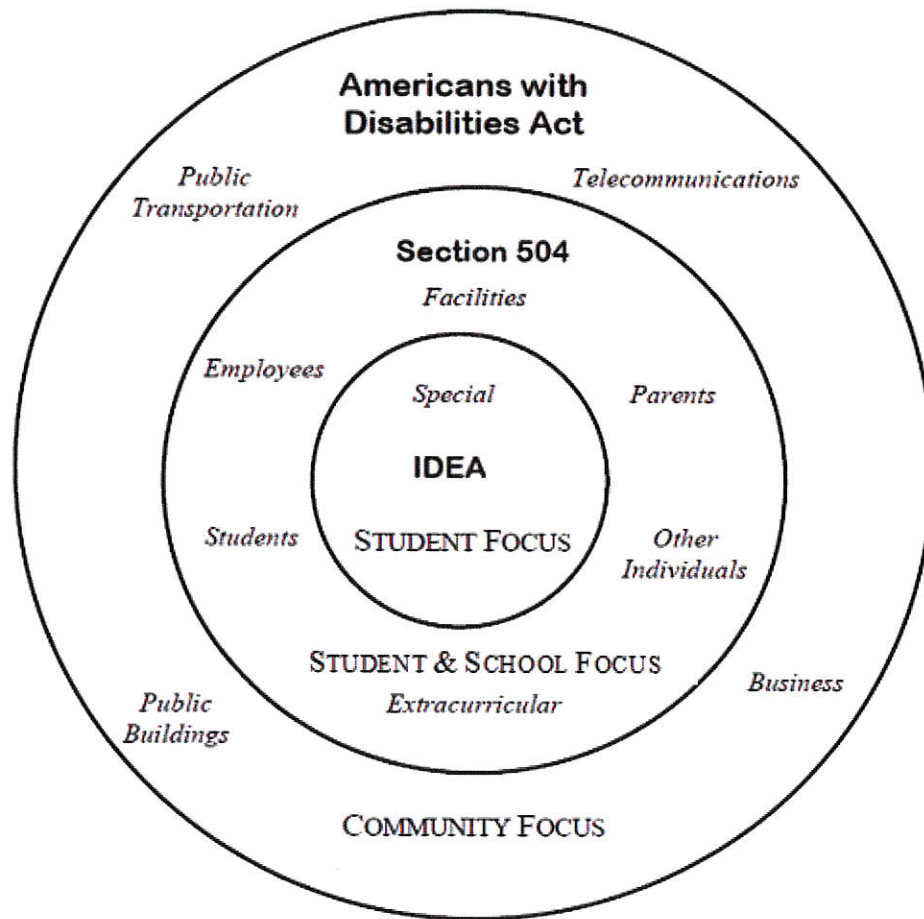 Americans with
Disabilities Act
Public
Transportation
Telecommunications
Section 504
Facilities
Employees
Special
Parents
IDEA
Students
STUDENT FOCUS
Other
Individuals
STUDENT & SCHOOL FOCUS
Extracurricular
Business
Public
Buildings
COMMUNITY FOCUS